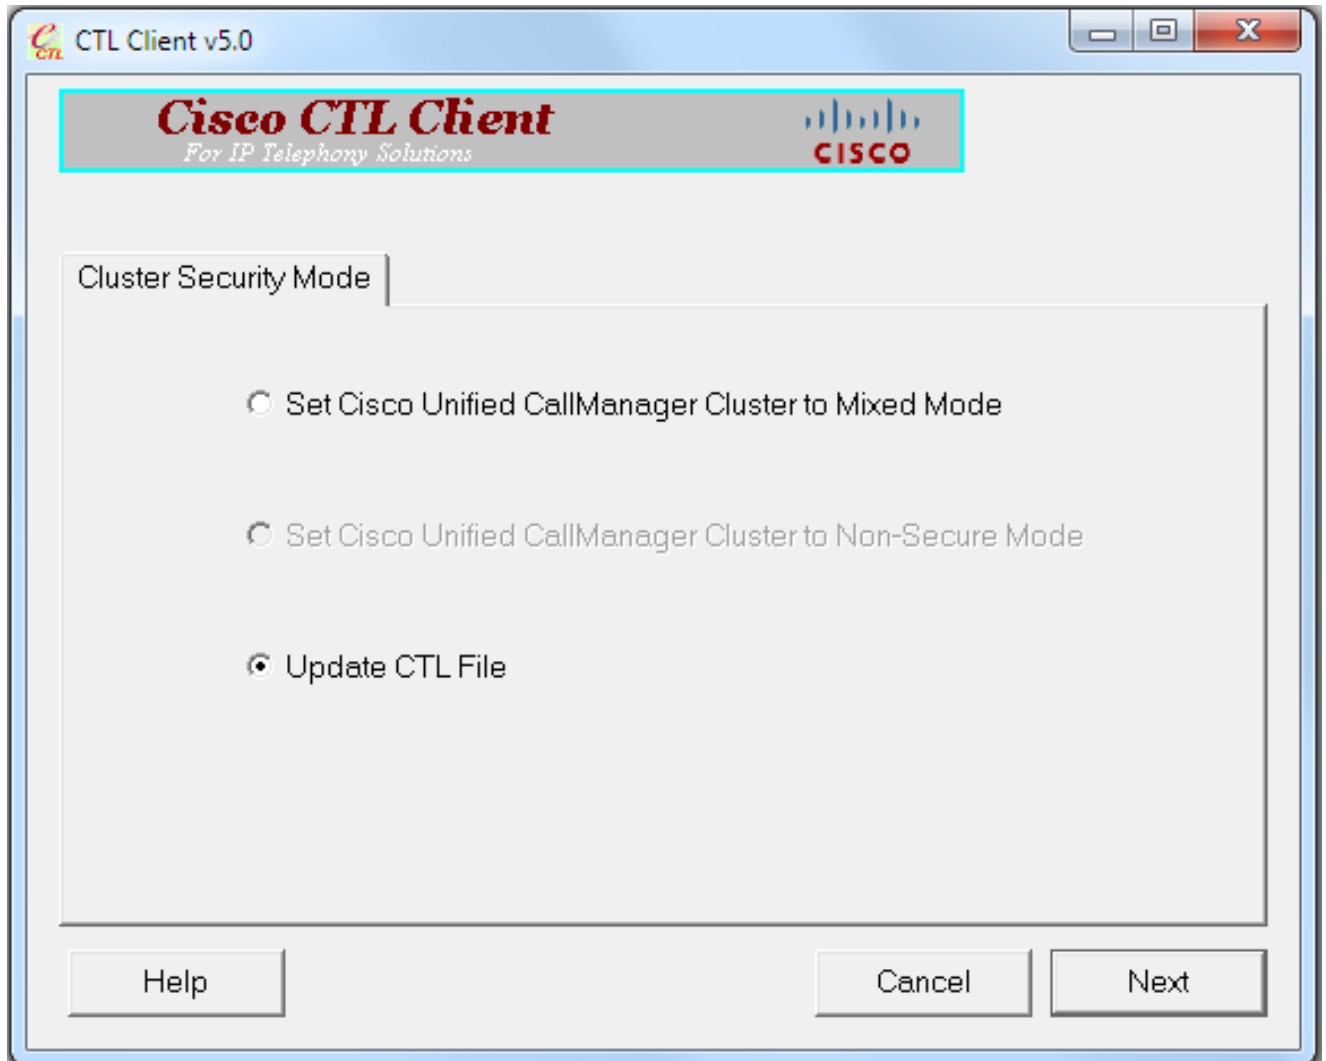 CTL Client v5.0
Cisco CTL Client
For IP Telephony Solutions
CISCO
Cluster Security Mode
Set Cisco Unified CallManager Cluster to Mixed Mode
Set Cisco Unified CallManager Cluster to Non-Secure Mode
Update CTL File
Help
Cancel
Next